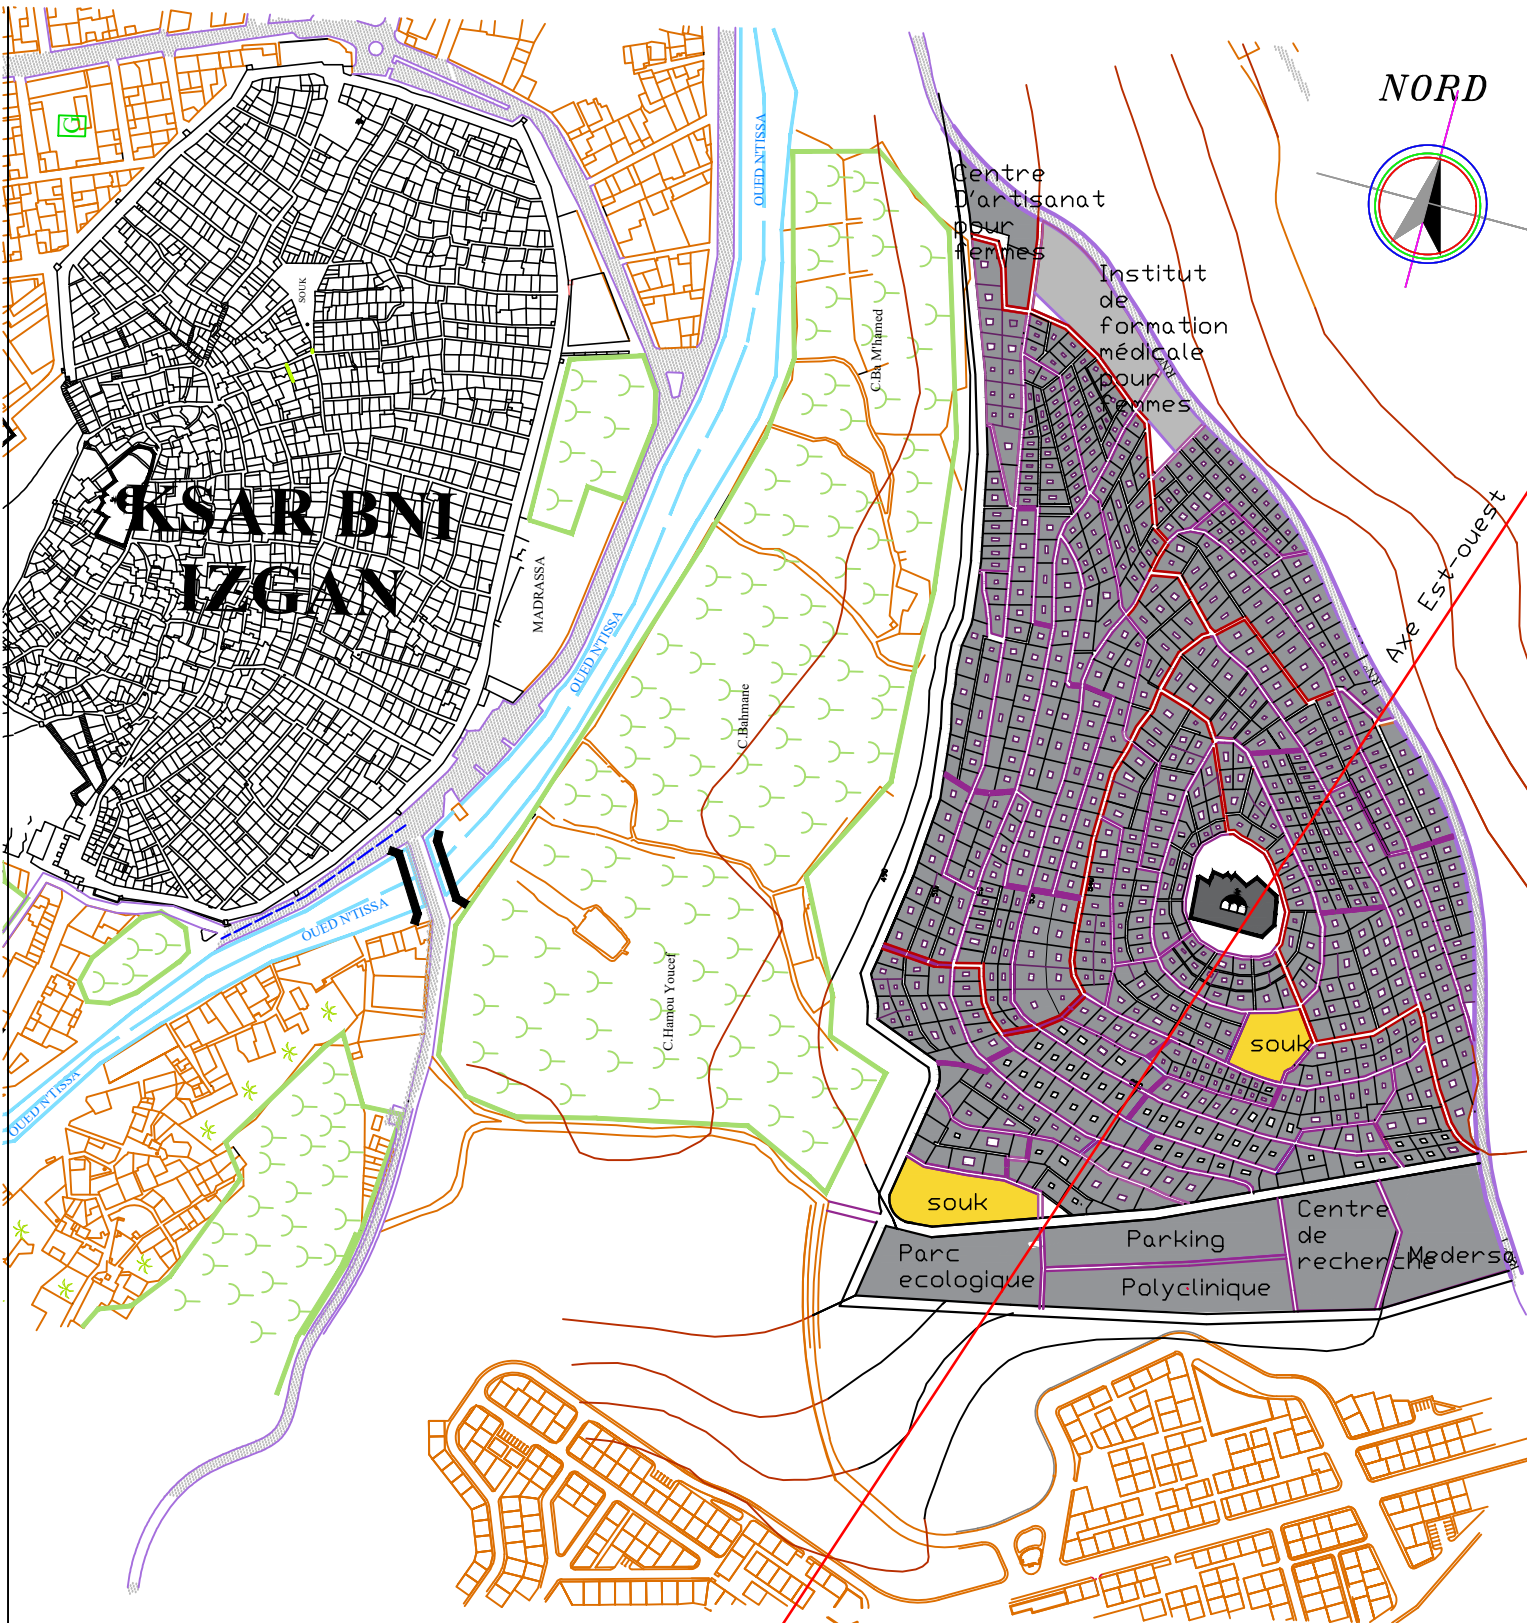 NORD
OUED N'TISSA
Centre
D'artisanat
pour
femmes
Institut
de
formation
médicale
pour
femmes
RN
SOUK
C.Ba M'hamed
KSAR BNI
IZGAN
MADRASSA
OUED N'TISSA
Axe Est-ouest
RN
C.Bahmane
OUED N'TISSA
C.Hamou Youcef
souk
OUED N'TISSA
souk
Parc
ecologique
Parking
Polyclinique
Centre
de
recherche
Medersa